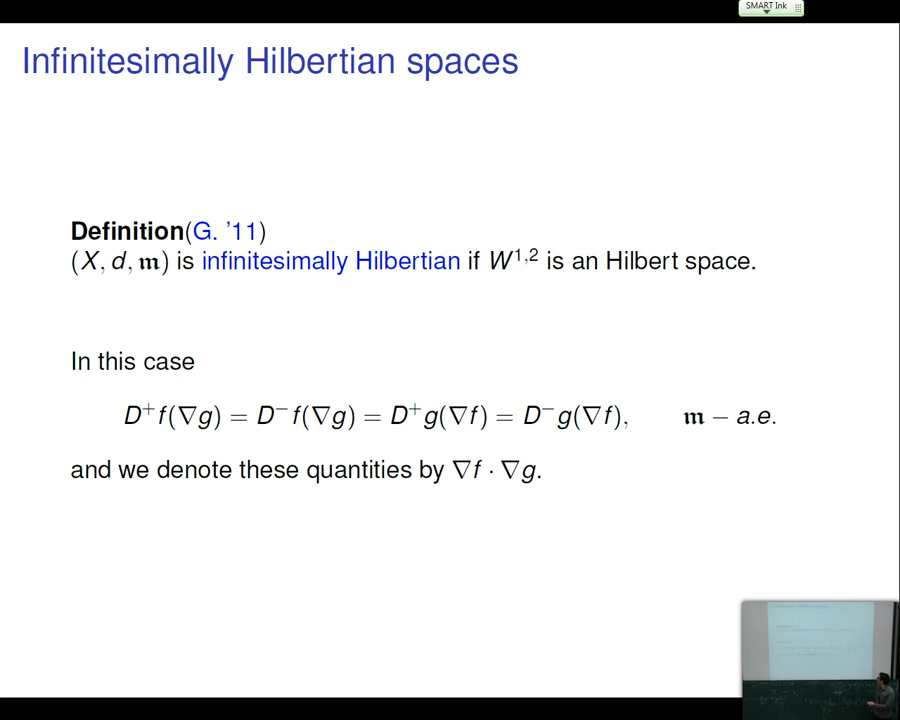 SMART Ink
Infinitesimally Hilbertian spaces
Definition(G. '11)
(X, d, 𝔪) is infinitesimally Hilbertian if W^{1,2} is an Hilbert space.
In this case
D⁺f(∇g) = D⁻f(∇g) = D⁺g(∇f) = D⁻g(∇f), 𝔪 − a.e.
and we denote these quantities by ∇f · ∇g.